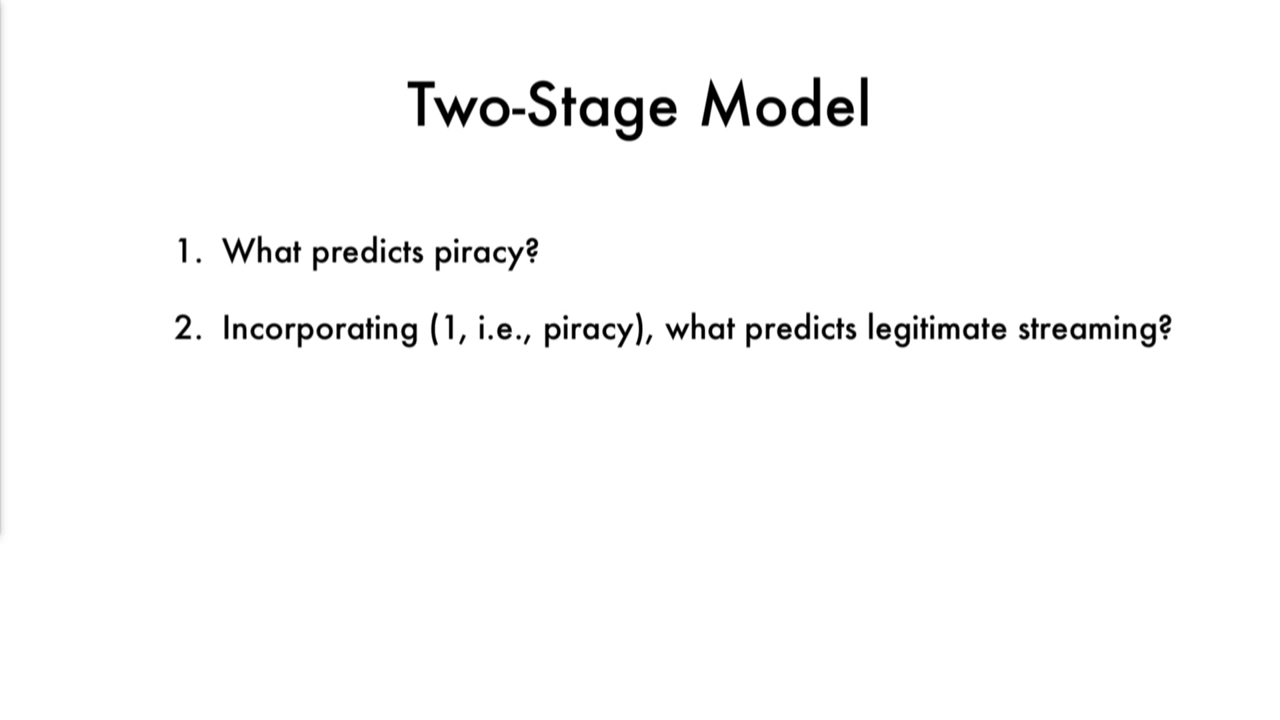 Two-Stage Model
1. What predicts piracy?
2. Incorporating (1, i.e., piracy), what predicts legitimate streaming?